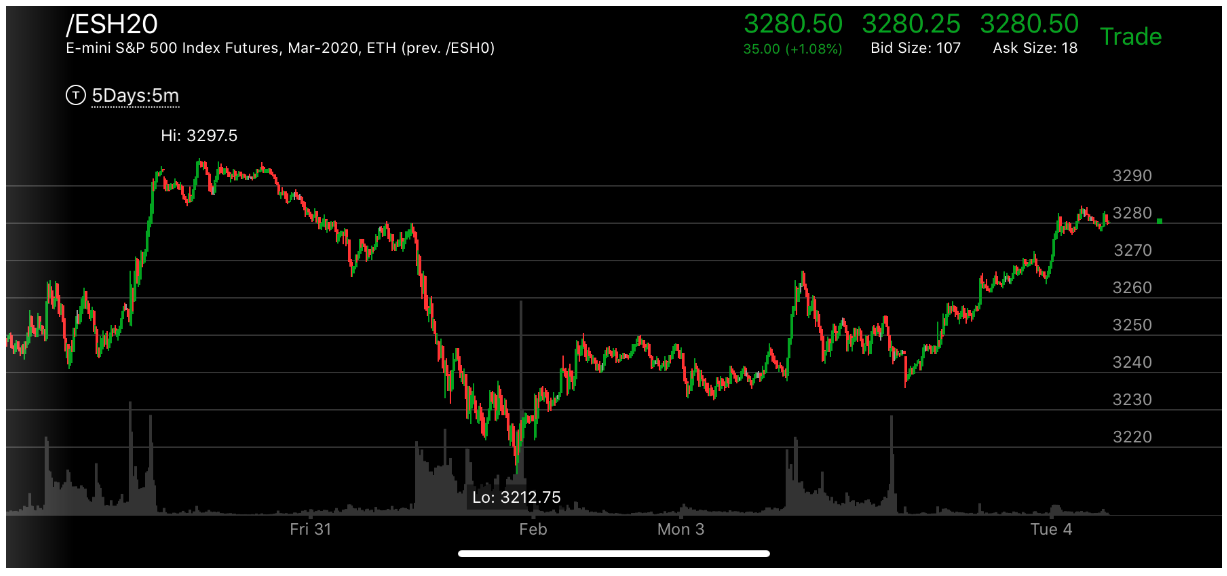 /ESH20
E-mini S&P 500 Index Futures, Mar-2020, ETH (prev. /ESH0)
3280.50 3280.25 3280.50 Trade
35.00 (+1.08%) Bid Size: 107 Ask Size: 18
T 5Days:5m
Hi: 3297.5
3290
3280
3270
3260
3250
3240
3230
3220
Lo: 3212.75
Fri 31 Feb Mon 3 Tue 4